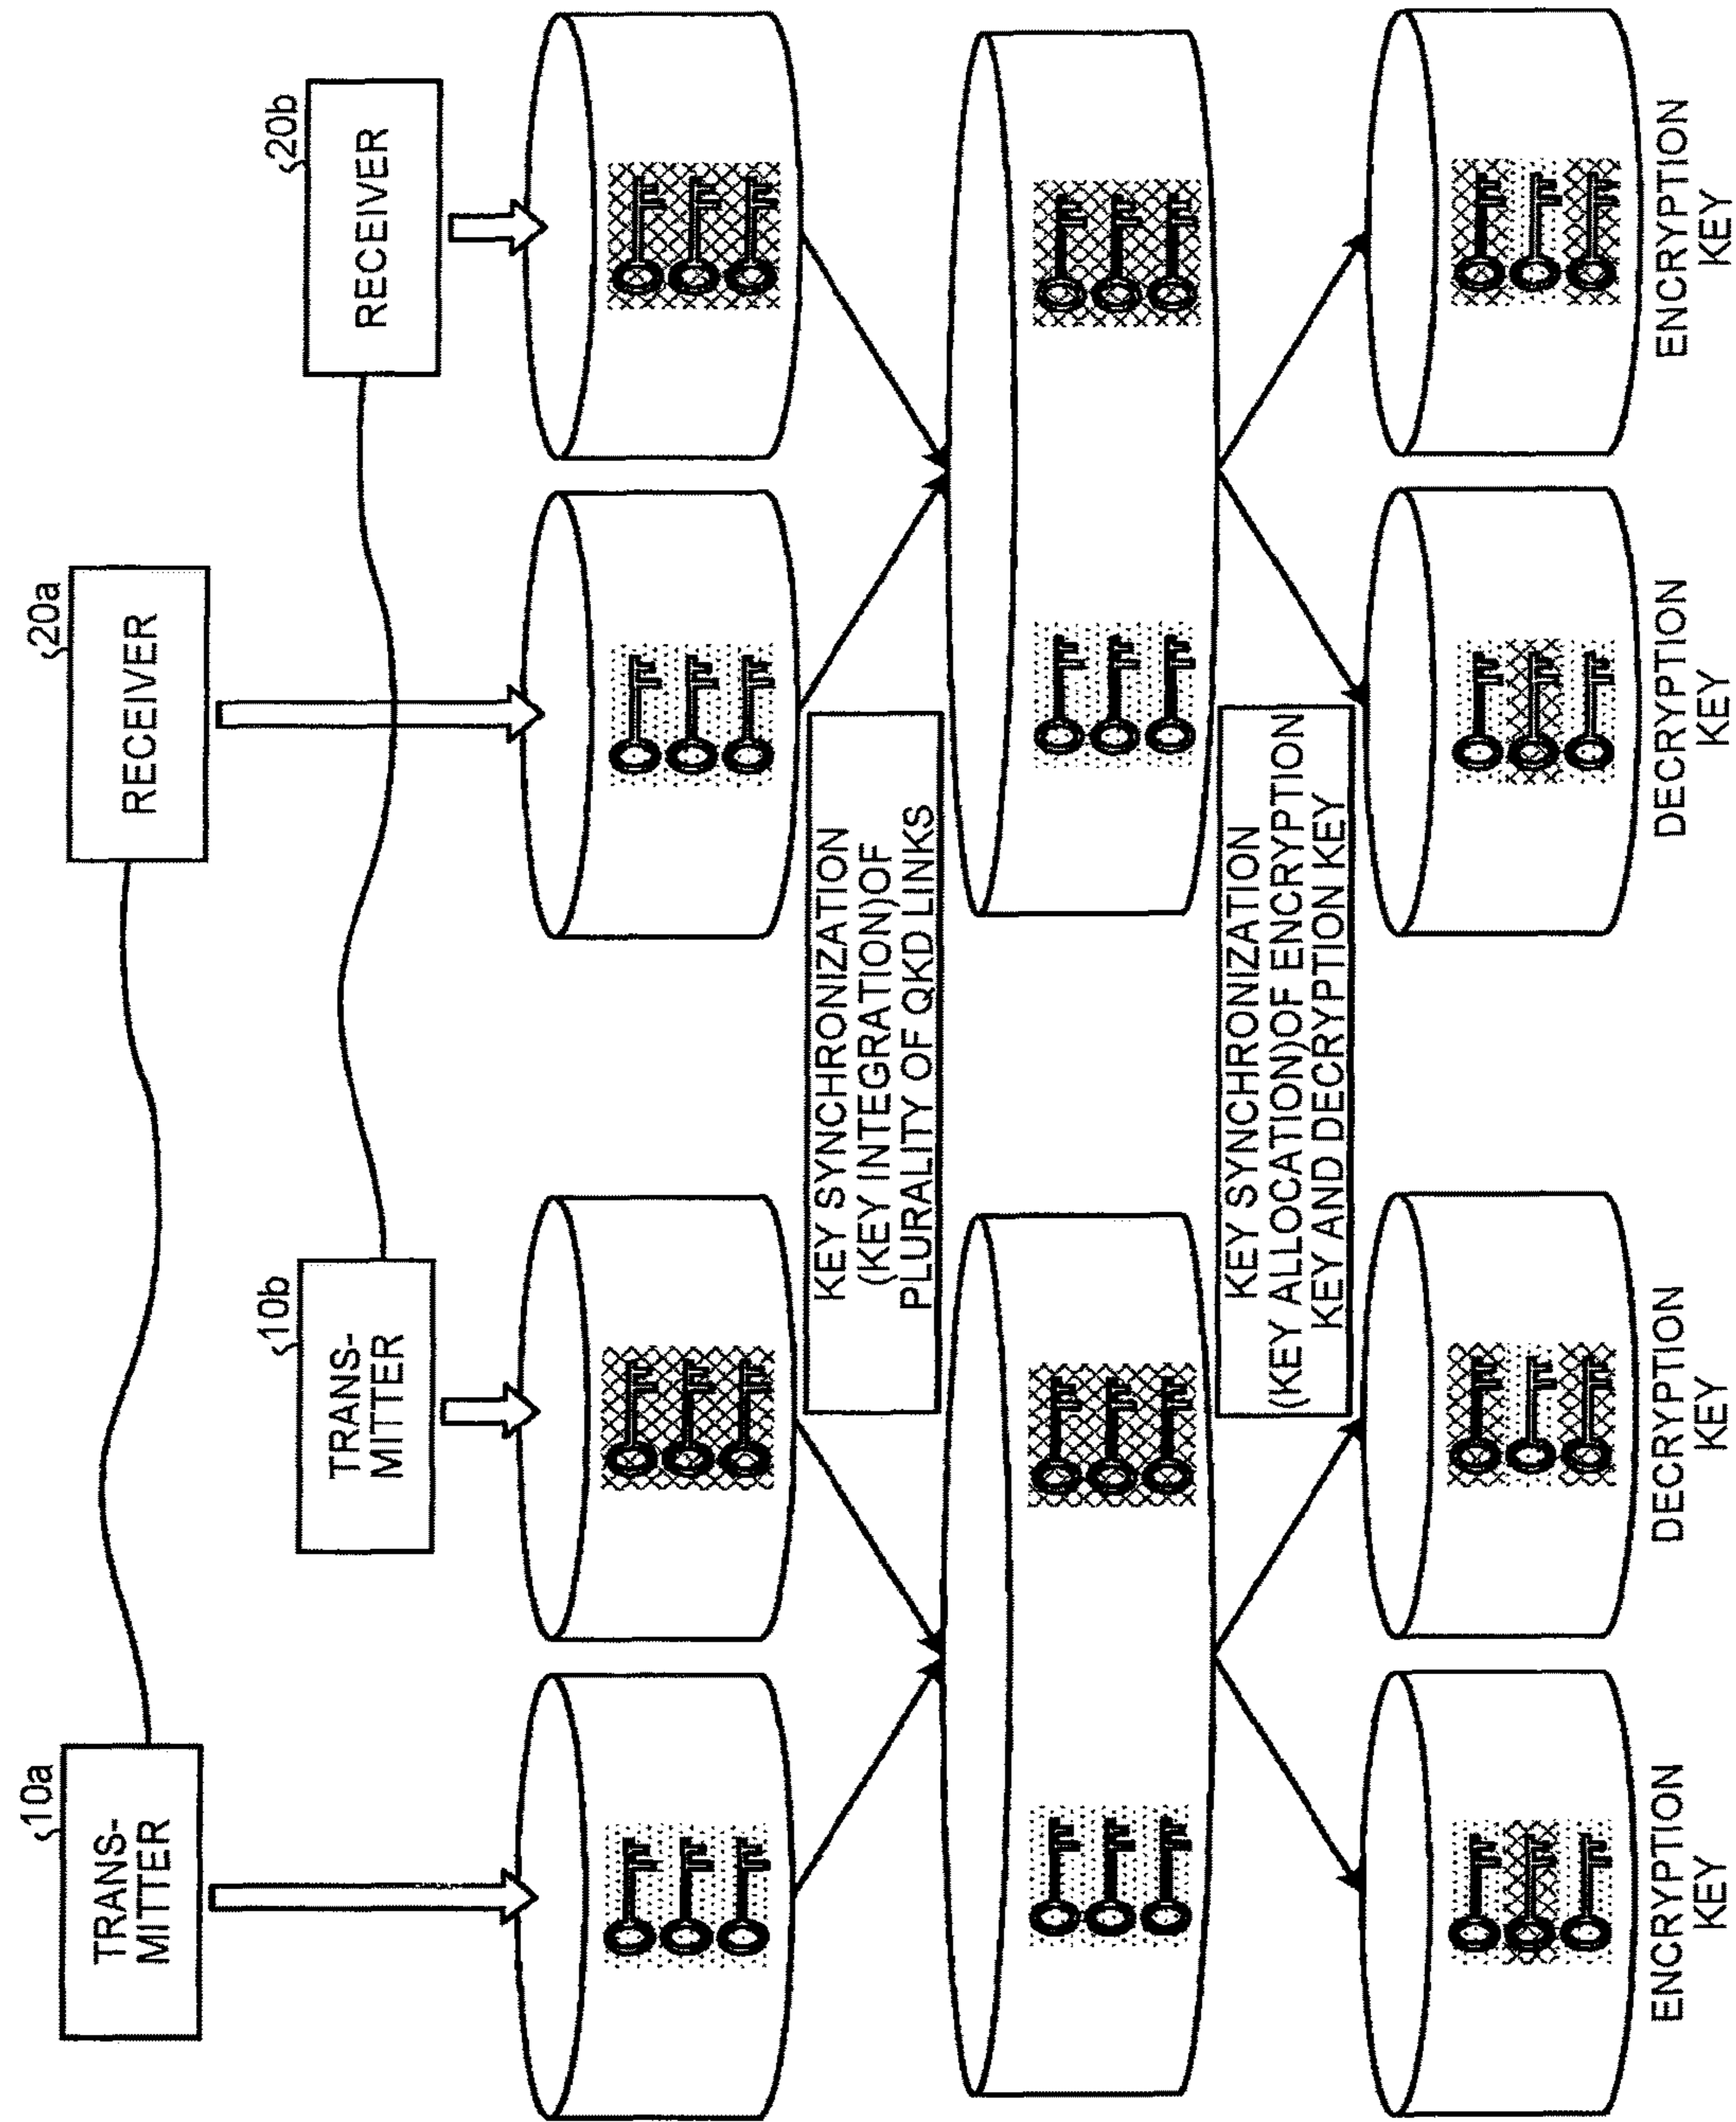 10a
TRANS-
MITTER
20a
RECEIVER
10b
TRANS-
MITTER
20b
RECEIVER
KEY SYNCHRONIZATION
(KEY INTEGRATION)OF
PLURALITY OF QKD LINKS
KEY SYNCHRONIZATION
(KEY ALLOCATION)OF ENCRYPTION
KEY AND DECRYPTION KEY
ENCRYPTION
KEY
DECRYPTION
KEY
DECRYPTION
KEY
ENCRYPTION
KEY